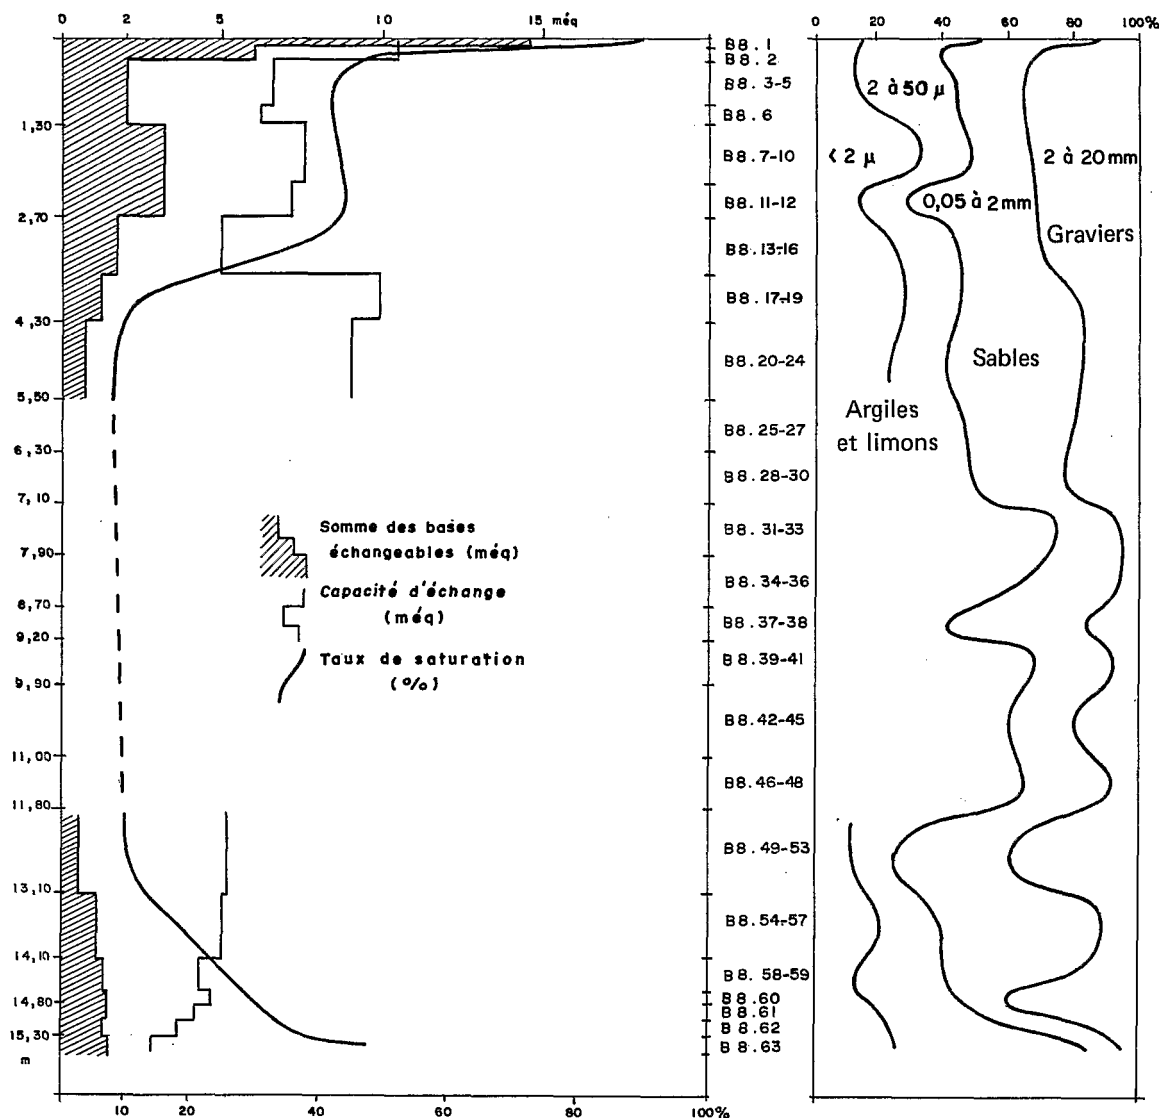 0 2 5 10 15 méq
B8.1
B8.2
B8.3-5
B8.6
B8.7-10
B8.11-12
B8.13-16
B8.17-19
B8.20-24
B8.25-27
B8.28-30
B8.31-33
B8.34-36
B8.37-38
B8.39-41
B8.42-45
B8.46-48
B8.49-53
B8.54-57
B8.58-59
B8.60
B8.61
B8.62
B8.63
1,30
2,70
4,30
5,50
6,30
7,10
7,90
8,70
9,20
9,90
11,00
11,80
13,10
14,10
14,80
15,30
m
Somme des bases
échangeables (méq)
Capacité d'échange
(méq)
Taux de saturation
(%)
10 20 40 60 80 100%
0 20 40 60 80 100%
2 à 50 μ
< 2 μ
2 à 20mm
0,05 à 2mm
Graviers
Sables
Argiles
et limons